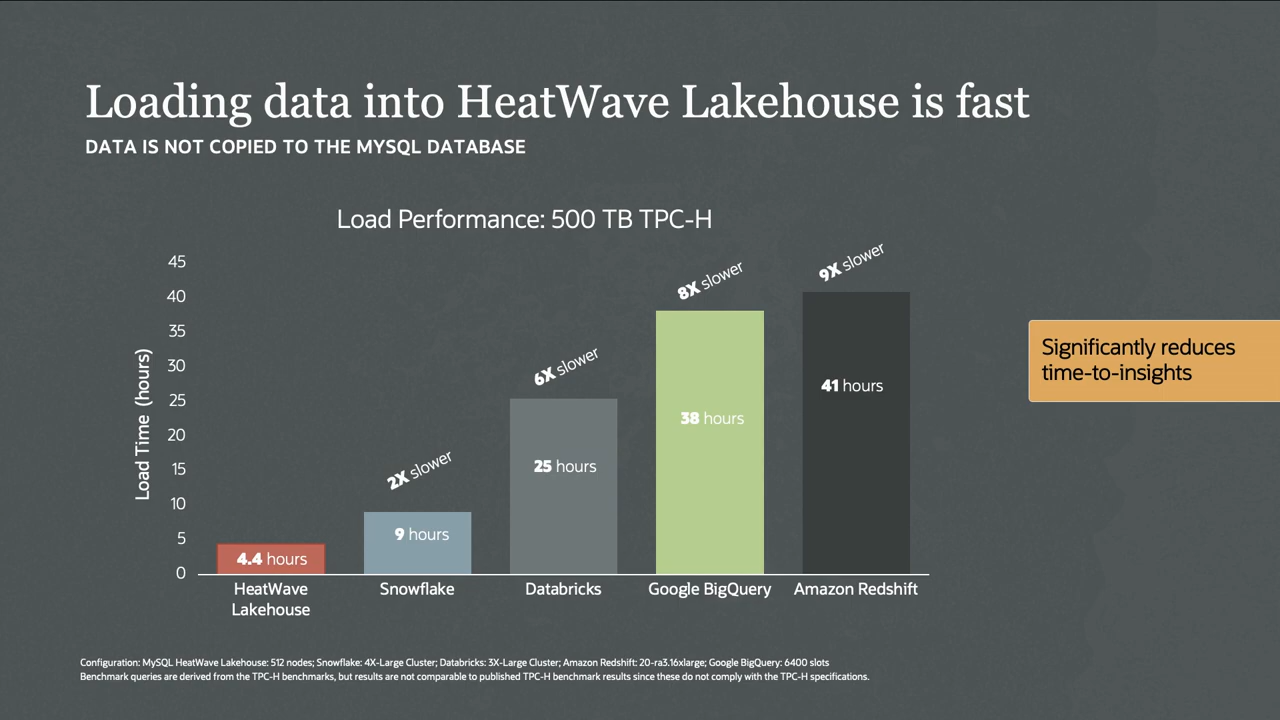 Loading data into HeatWave Lakehouse is fast
DATA IS NOT COPIED TO THE MYSQL DATABASE
Load Performance: 500 TB TPC-H
Load Time (hours)
45
40
35
30
25
20
15
10
5
0
4.4 hours
2X slower
9 hours
6X slower
25 hours
8X slower
38 hours
9X slower
41 hours
HeatWave
Lakehouse
Snowflake
Databricks
Google BigQuery
Amazon Redshift
Significantly reduces
time-to-insights
Configuration: MySQL HeatWave Lakehouse: 512 nodes; Snowflake: 4X-Large Cluster; Databricks: 3X-Large Cluster; Amazon Redshift: 20-ra3.16xlarge; Google BigQuery: 6400 slots
Benchmark queries are derived from the TPC-H benchmarks, but results are not comparable to published TPC-H benchmark results since these do not comply with the TPC-H specifications.